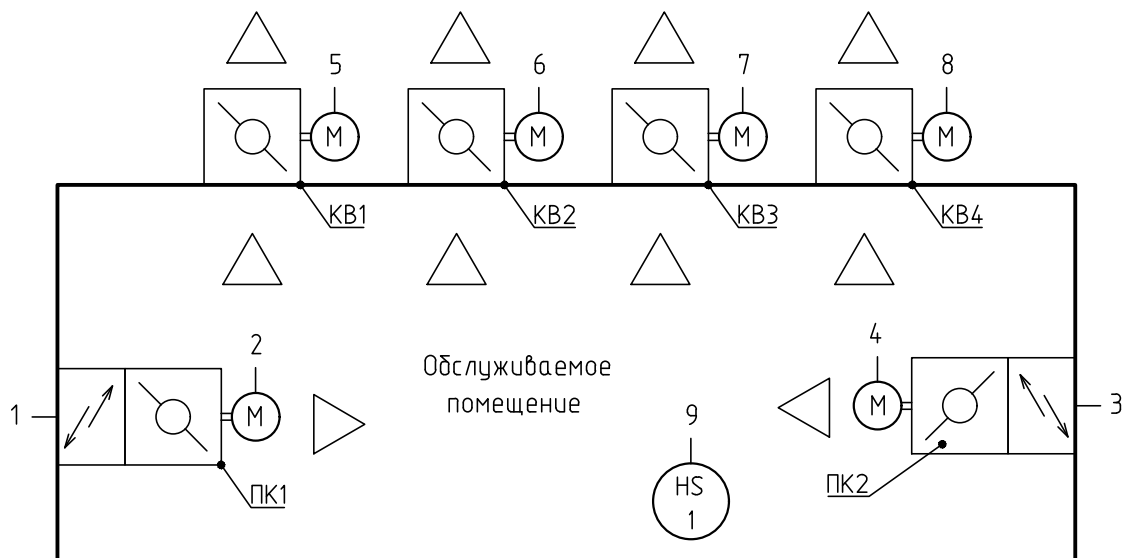 5 6 7 8
M M M M
КВ1 КВ2 КВ3 КВ4
Обслуживаемое
помещение
2
1
M
ПК1
4
M
3
ПК2
9
HS
1